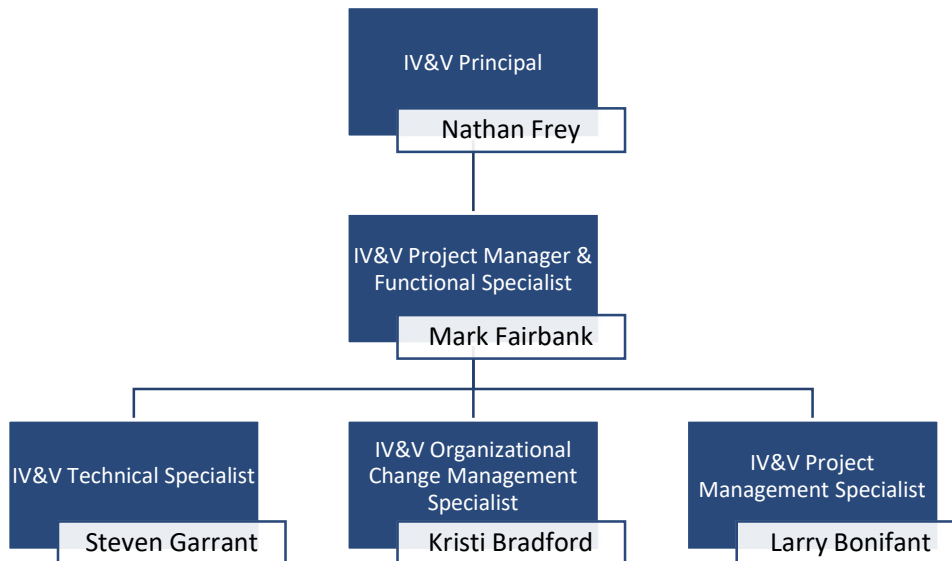 IV&V Principal
Nathan Frey
IV&V Project Manager &
Functional Specialist
Mark Fairbank
IV&V Technical Specialist
Steven Garrant
IV&V Organizational
Change Management
Specialist
Kristi Bradford
IV&V Project
Management Specialist
Larry Bonifant